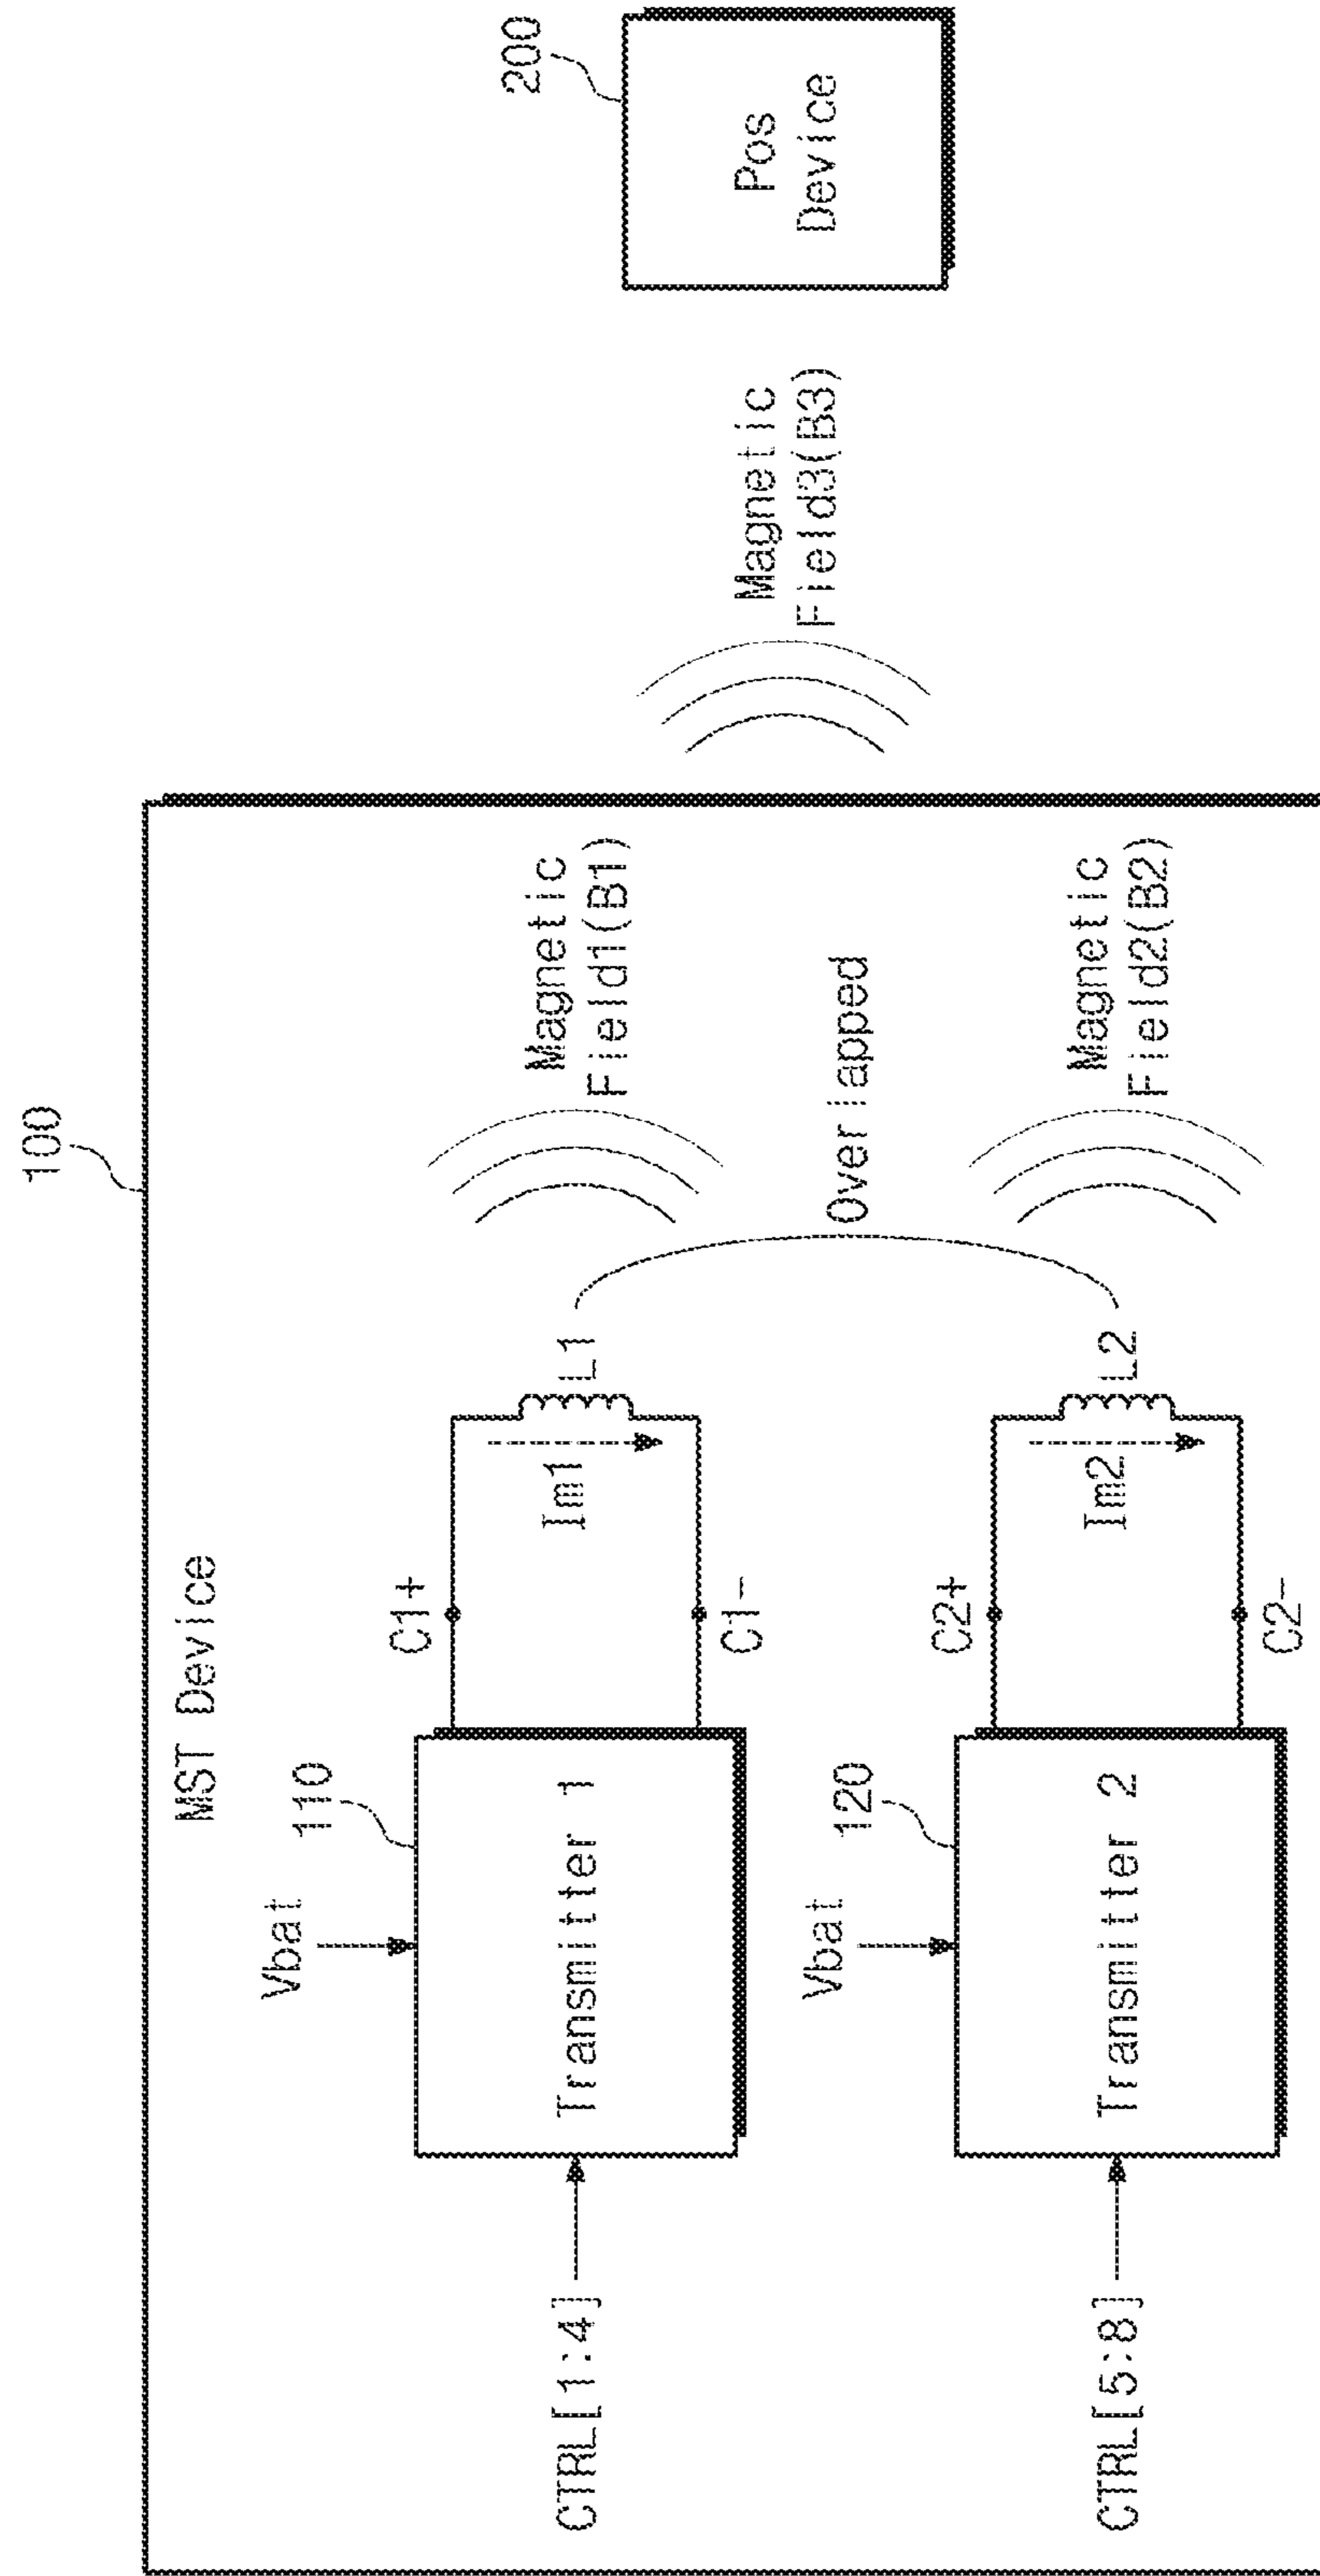 100
MST Device
Vbat
110
CTRL[1:4]
Transmitter 1
C1+
C1-
Im1
L1
Magnetic
Field1(B1)
Overlapped
Vbat
120
CTRL[5:8]
Transmitter 2
C2+
C2-
Im2
L2
Magnetic
Field2(B2)
Magnetic
Field3(B3)
200
Pos
Device